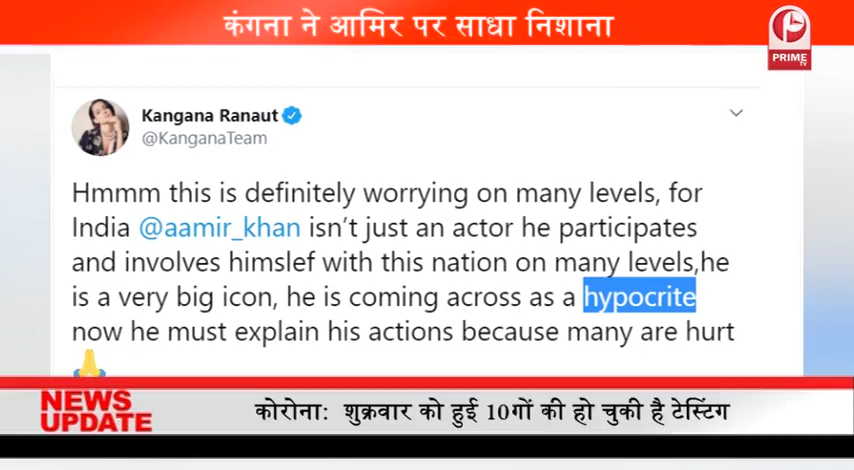 कंगना ने आमिर पर साधा निशाना
PRIME
TV
Kangana Ranaut
@KanganaTeam
Hmmm this is definitely worrying on many levels, for
India @aamir_khan isn’t just an actor he participates
and involves himslef with this nation on many levels,he
is a very big icon, he is coming across as a hypocrite
now he must explain his actions because many are hurt
🙏
NEWS
UPDATE
कोरोना: शुक्रवार को हुई 10गों की हो चुकी है टेस्टिंग